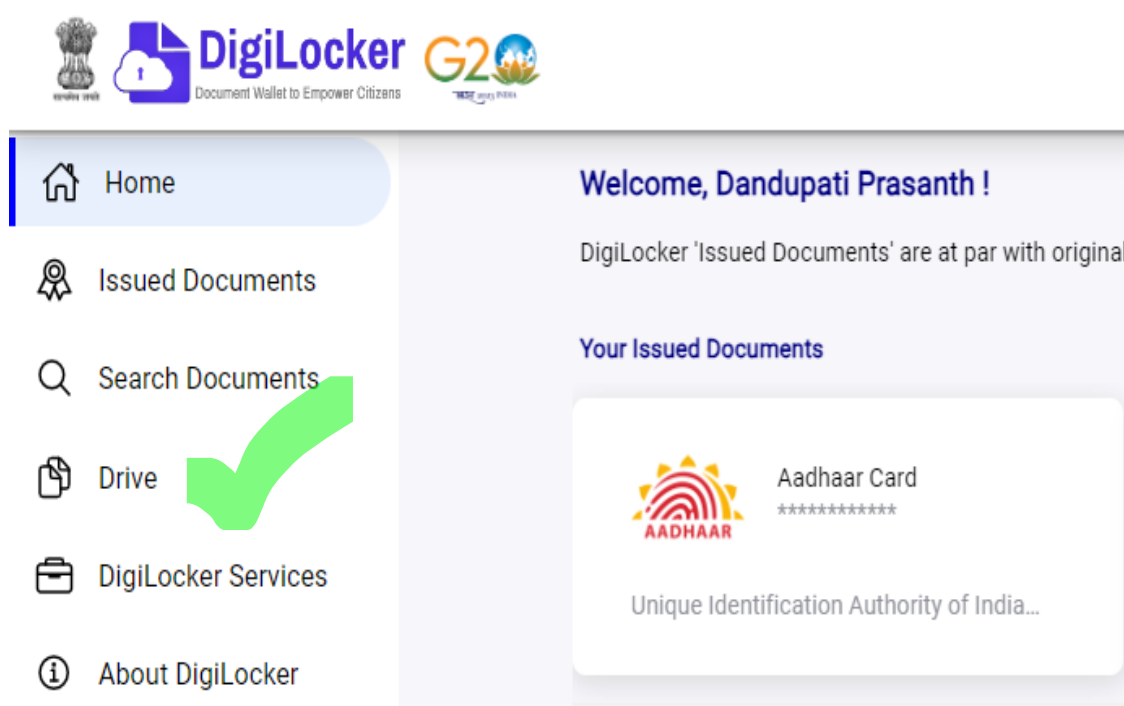 DigiLocker
Document Wallet to Empower Citizens
G20
Home
Issued Documents
Search Documents
Drive
DigiLocker Services
About DigiLocker
Welcome, Dandupati Prasanth !
DigiLocker 'Issued Documents' are at par with original
Your Issued Documents
Aadhaar Card
************
AADHAAR
Unique Identification Authority of India...